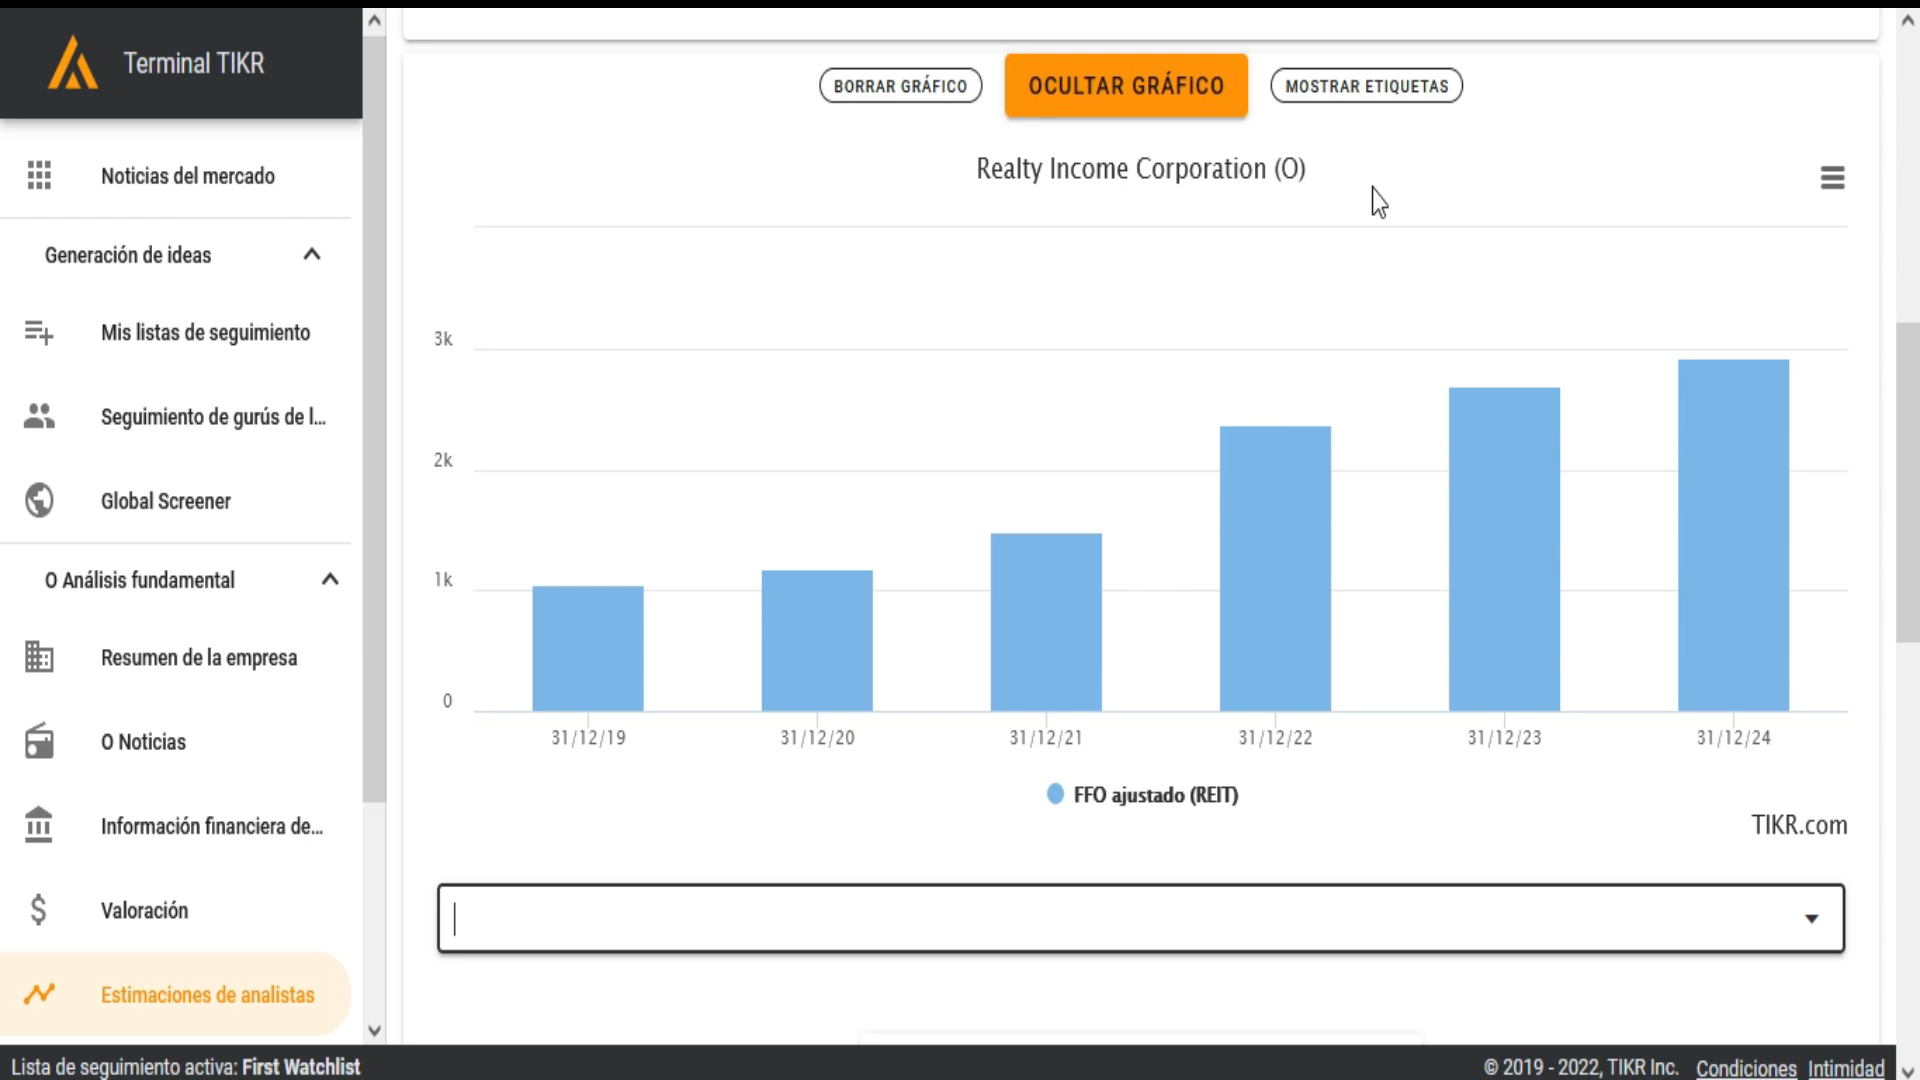 Terminal TIKR
Noticias del mercado
Generación de ideas
Mis listas de seguimiento
Seguimiento de gurús de l...
Global Screener
O Análisis fundamental
Resumen de la empresa
O Noticias
Información financiera de...
Valoración
Estimaciones de analistas
BORRAR GRÁFICO
OCULTAR GRÁFICO
MOSTRAR ETIQUETAS
Realty Income Corporation (O)
3k
2k
1k
0
31/12/19 31/12/20 31/12/21 31/12/22 31/12/23 31/12/24
FFO ajustado (REIT)
TIKR.com
Lista de seguimiento activa: First Watchlist
© 2019 - 2022, TIKR Inc. Condiciones Intimidad